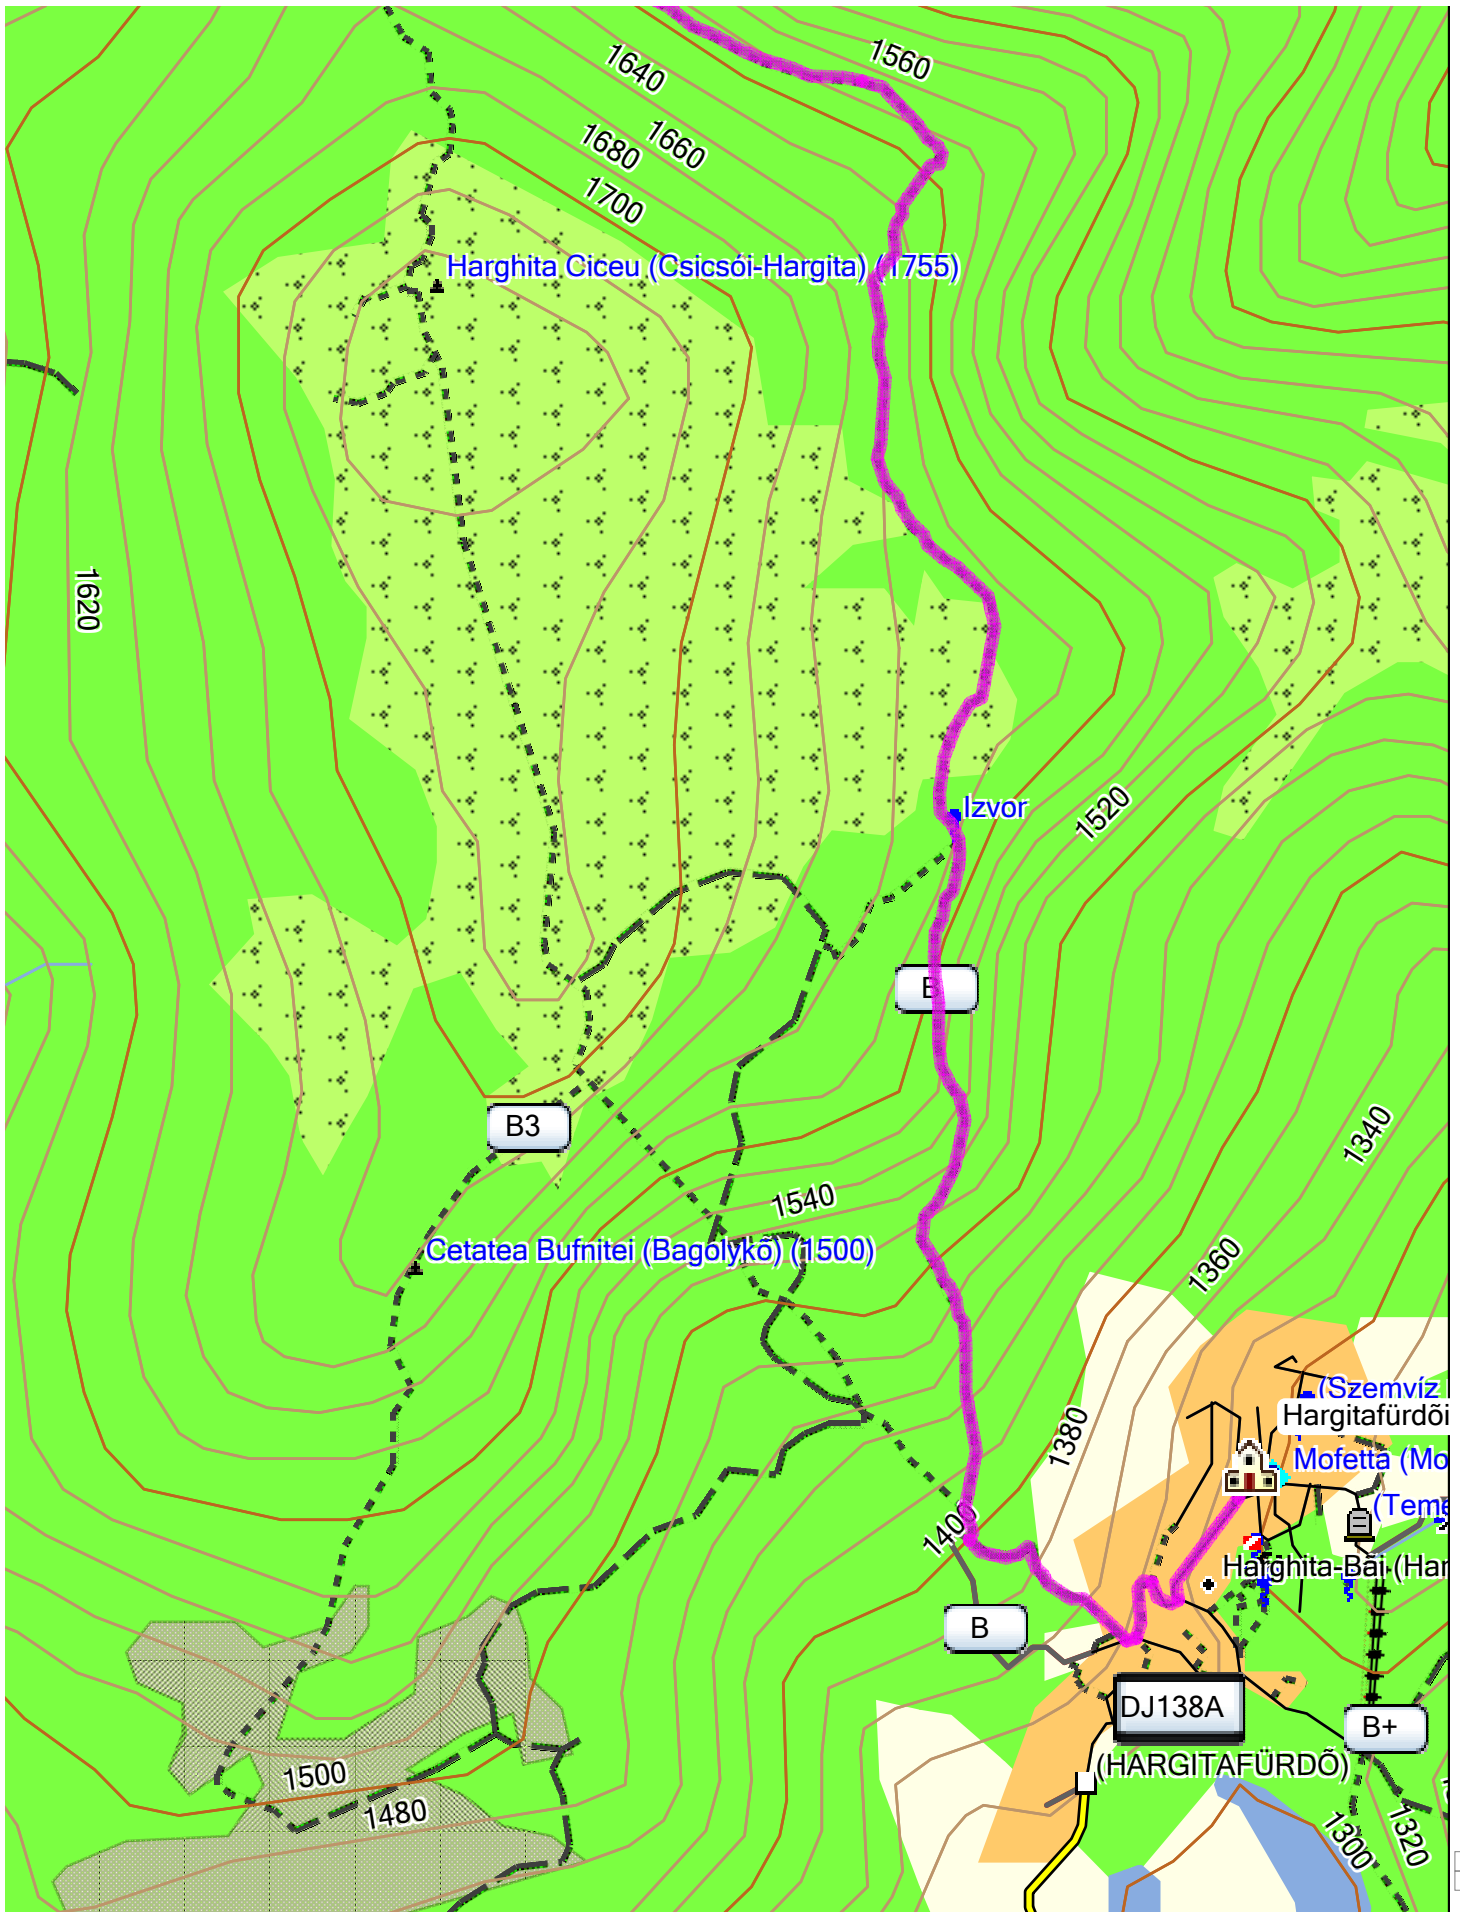 1560
1640
1660
1680
1700
Harghita Ciceu (Csicsói-Hargita) (1755)
1620
Izvor
1520
B
B3
1340
1540
Cetatea Bufnitei (Bagolykõ) (1500)
1360
(Szemvíz
Hargitafürdõi
1380
Mofetta (Mo
(Teme
1400
Harghita-Băi (Har
B
DJ138A
B+
(HARGITAFÜRDÕ)
1500
1480
1300
1320